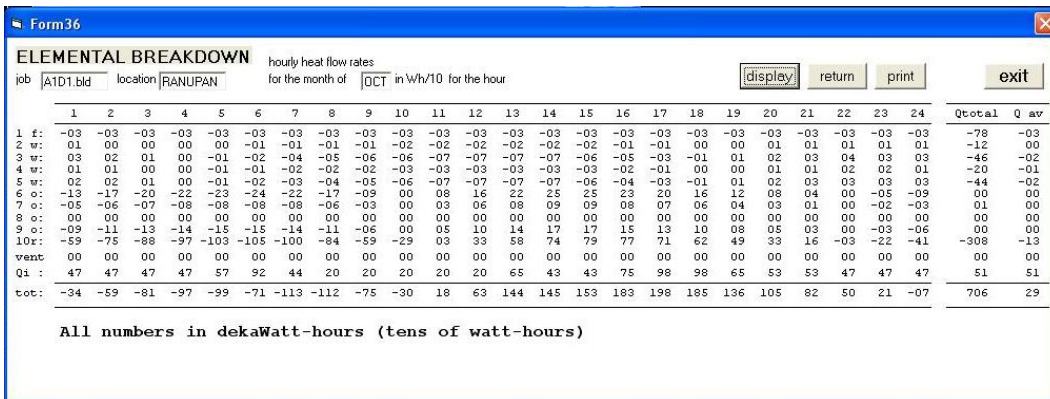 Form36
ELEMENTAL BREAKDOWN hourly heat flow rates
job A1D1.bld location RANUPAN for the month of OCT in Wh/10 for the hour display return print exit
1 2 3 4 5 6 7 8 9 10 11 12 13 14 15 16 17 18 19 20 21 22 23 24 Qtotal Q av
1 f: -03 -03 -03 -03 -03 -03 -03 -03 -03 -03 -03 -03 -03 -03 -03 -03 -03 -03 -03 -03 -03 -03 -03 -03 -78 -03
2 w: 01 00 00 00 00 -01 -01 -01 -01 -02 -02 -02 -02 -02 -02 -01 -01 00 00 01 01 01 01 01 -12 00
3 w: 03 02 01 00 -01 -02 -04 -05 -06 -06 -07 -07 -07 -07 -06 -05 -03 -01 01 02 03 04 03 03 -46 -02
4 w: 01 01 00 00 -01 -01 -02 -02 -02 -03 -03 -03 -03 -03 -03 -02 -01 00 00 01 01 02 02 01 -20 -01
5 w: 02 02 01 00 -01 -02 -03 -04 -05 -06 -07 -07 -07 -07 -06 -04 -03 -01 01 02 03 03 03 03 -44 -02
6 o: -13 -17 -20 -22 -23 -24 -22 -17 -09 00 08 16 22 25 25 23 20 16 12 08 04 00 -05 -09 00 00
7 o: -05 -06 -07 -08 -08 -08 -08 -06 -03 00 03 06 08 09 09 08 07 06 04 03 01 00 -02 -03 01 00
8 o: 00 00 00 00 00 00 00 00 00 00 00 00 00 00 00 00 00 00 00 00 00 00 00 00 00 00
9 o: -09 -11 -13 -14 -15 -15 -14 -11 -06 00 05 10 14 17 17 15 13 10 08 05 03 00 -03 -06 00 00
10r: -59 -75 -88 -97 -103 -105 -100 -84 -59 -29 03 33 58 74 79 77 71 62 49 33 16 -03 -22 -41 -308 -13
vent 00 00 00 00 00 00 00 00 00 00 00 00 00 00 00 00 00 00 00 00 00 00 00 00 00 00
Qi : 47 47 47 47 57 92 44 20 20 20 20 20 65 43 43 75 98 98 65 53 53 47 47 47 51 51
tot: -34 -59 -81 -97 -99 -71 -113 -112 -75 -30 18 63 144 145 153 183 198 185 136 105 82 50 21 -07 706 29
All numbers in dekaWatt-hours (tens of watt-hours)